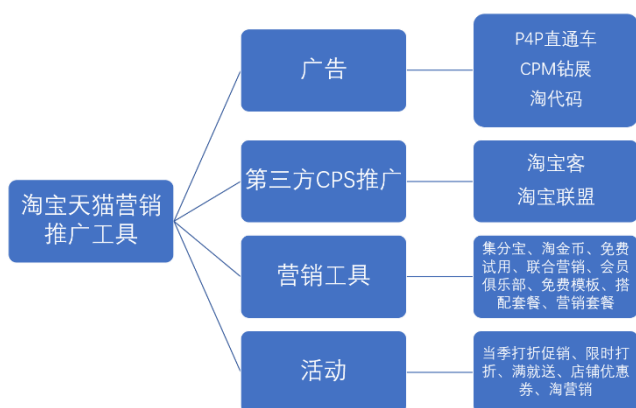 淘宝天猫营销
推广工具
广告
P4P直通车
CPM钻展
淘代码
第三方CPS推广
淘宝客
淘宝联盟
营销工具
集分宝、淘金币、免费
试用、联合营销、会员
俱乐部、免费模板、搭
配套餐、营销套餐
活动
当季打折促销、限时打
折、满就送、店铺优惠
券、淘营销